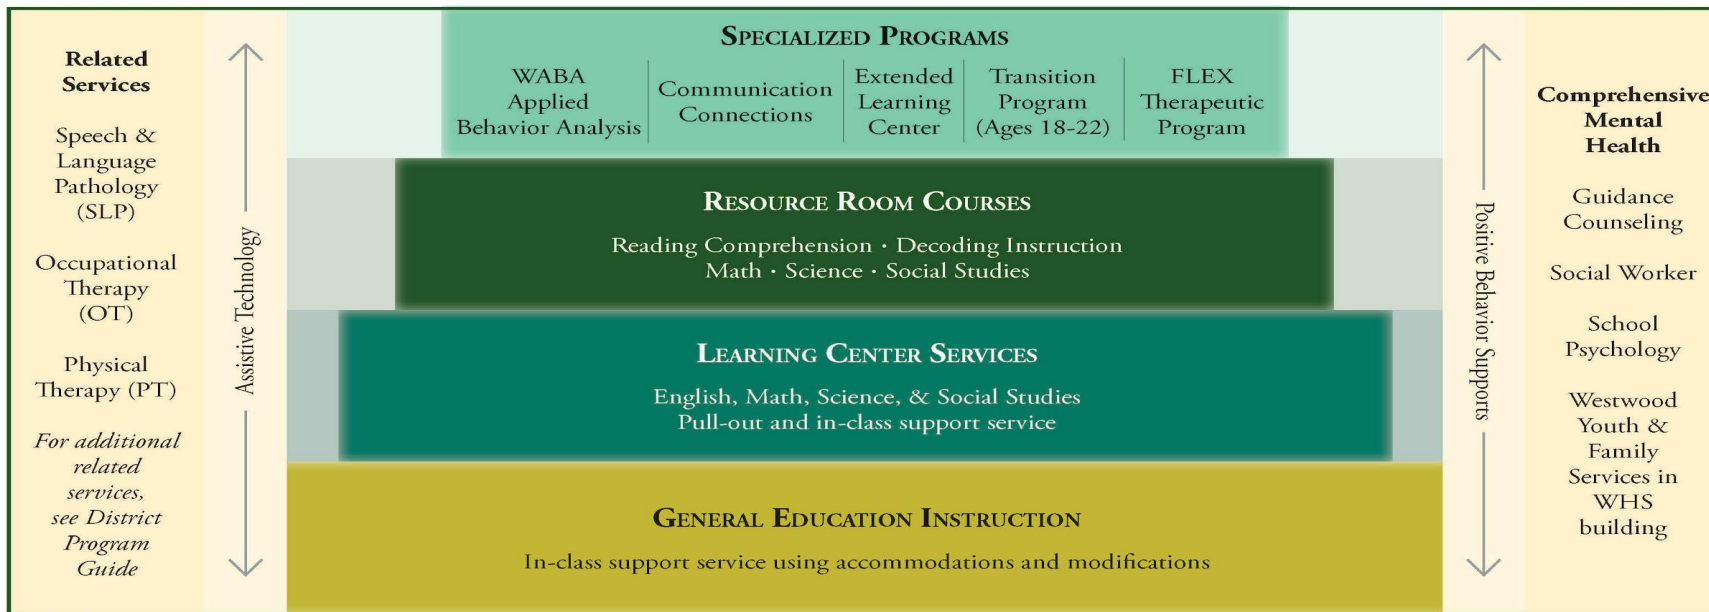 Related
Services
Speech &
Language
Pathology
(SLP)
Occupational
Therapy
(OT)
Physical
Therapy (PT)
For additional
related
services,
see District
Program
Guide
Assistive Technology
SPECIALIZED PROGRAMS
WABA
Applied
Behavior Analysis
Communication
Connections
Extended
Learning
Center
Transition
Program
(Ages 18-22)
FLEX
Therapeutic
Program
RESOURCE ROOM COURSES
Reading Comprehension · Decoding Instruction
Math · Science · Social Studies
LEARNING CENTER SERVICES
English, Math, Science, & Social Studies
Pull-out and in-class support service
GENERAL EDUCATION INSTRUCTION
In-class support service using accommodations and modifications
Positive Behavior Supports
Comprehensive
Mental
Health
Guidance
Counseling
Social Worker
School
Psychology
Westwood
Youth &
Family
Services in
WHS
building